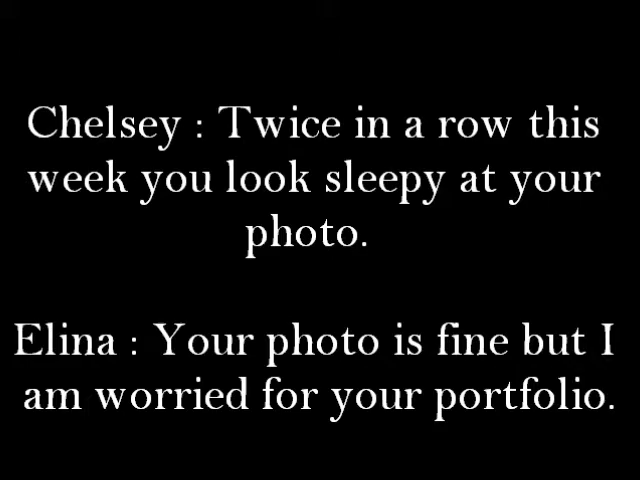 Chelsey : Twice in a row this
week you look sleepy at your
photo.
Elina : Your photo is fine but I
am worried for your portfolio.